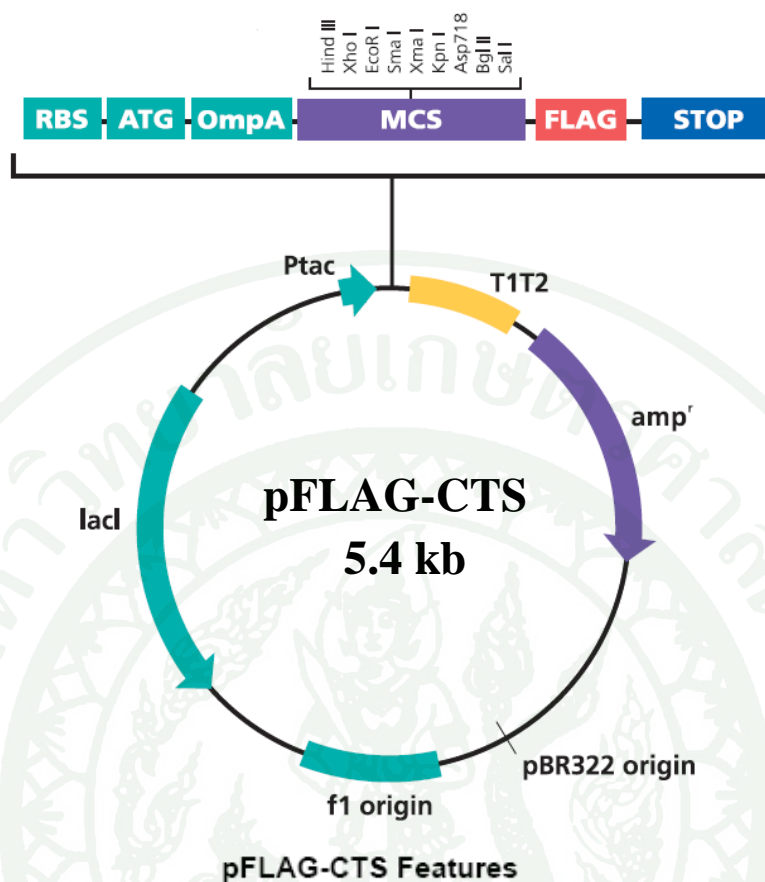 Hind III
Xho I
EcoR I
Sma I
Xma I
Kpn I
Asp718
Bgl II
Sal I
RBS ATG OmpA MCS FLAG STOP
Ptac
T1T2
ampʳ
lacI
pFLAG-CTS
5.4 kb
pBR322 origin
f1 origin
pFLAG-CTS Features